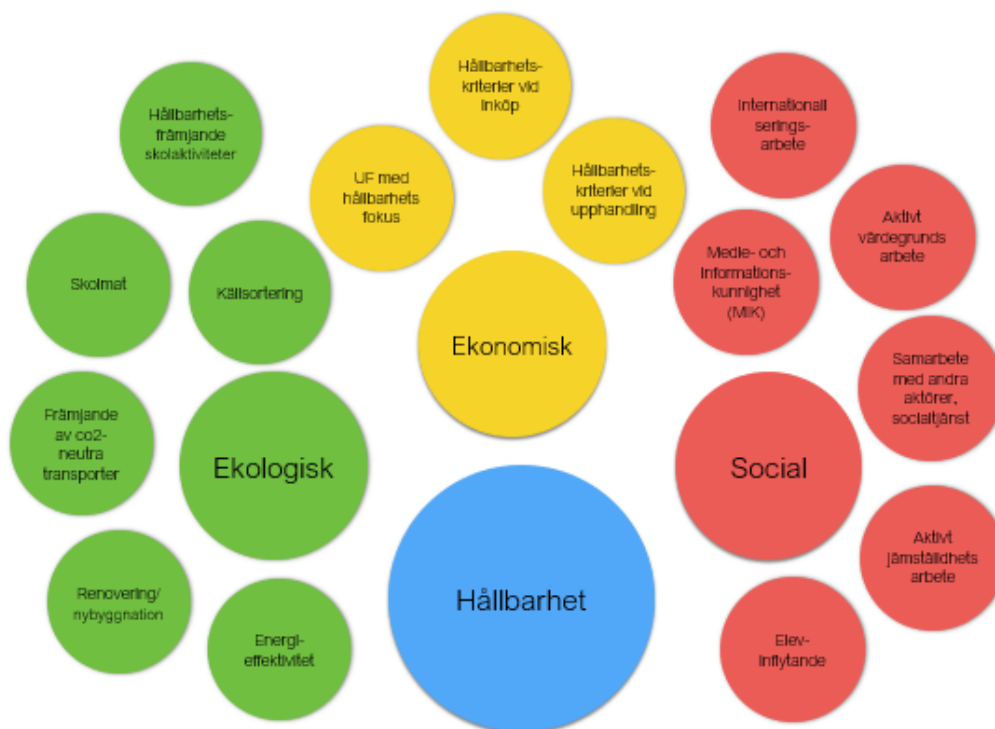 Hållbarhets-
främjande
skolaktiviteter
Skolmat
Källsortering
Främjande
av co2-
neutra
transporter
Ekologisk
Renovering/
nybyggnation
Energi-
effektivitet
UF med
hållbarhets
fokus
Hållbarhets-
kriterier vid
inköp
Hållbarhets-
kriterier vid
upphandling
Ekonomisk
Hållbarhet
Internationali
serings-
arbete
Aktivt
värdegrunds
arbete
Medie- och
informations-
kunnighet
(MIK)
Samarbete
med andra
aktörer,
socialtjänst
Social
Aktivt
jämställdhets
arbete
Elev-
inflytande